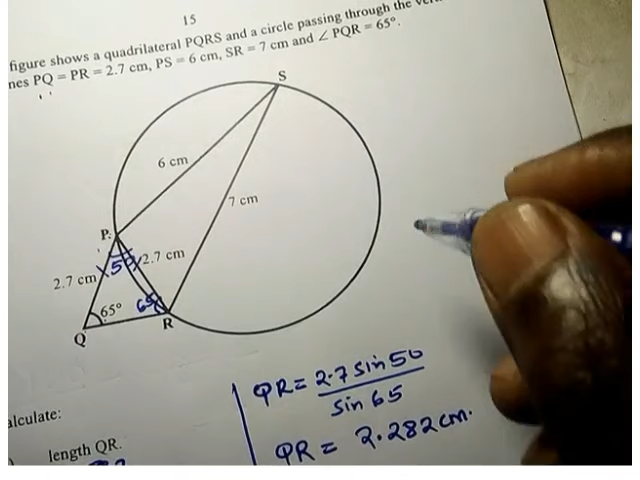 15
figure shows a quadrilateral PQRS and a circle passing through the
nes PQ = PR = 2.7 cm, PS = 6 cm, SR = 7 cm and ∠ PQR = 65°.
S
6 cm
7 cm
P
2.7 cm
50
2.7 cm
65°
65
Q
R
QR = 2.7 sin 50
sin 65
QR = 2.282 cm.
alculate:
length QR.